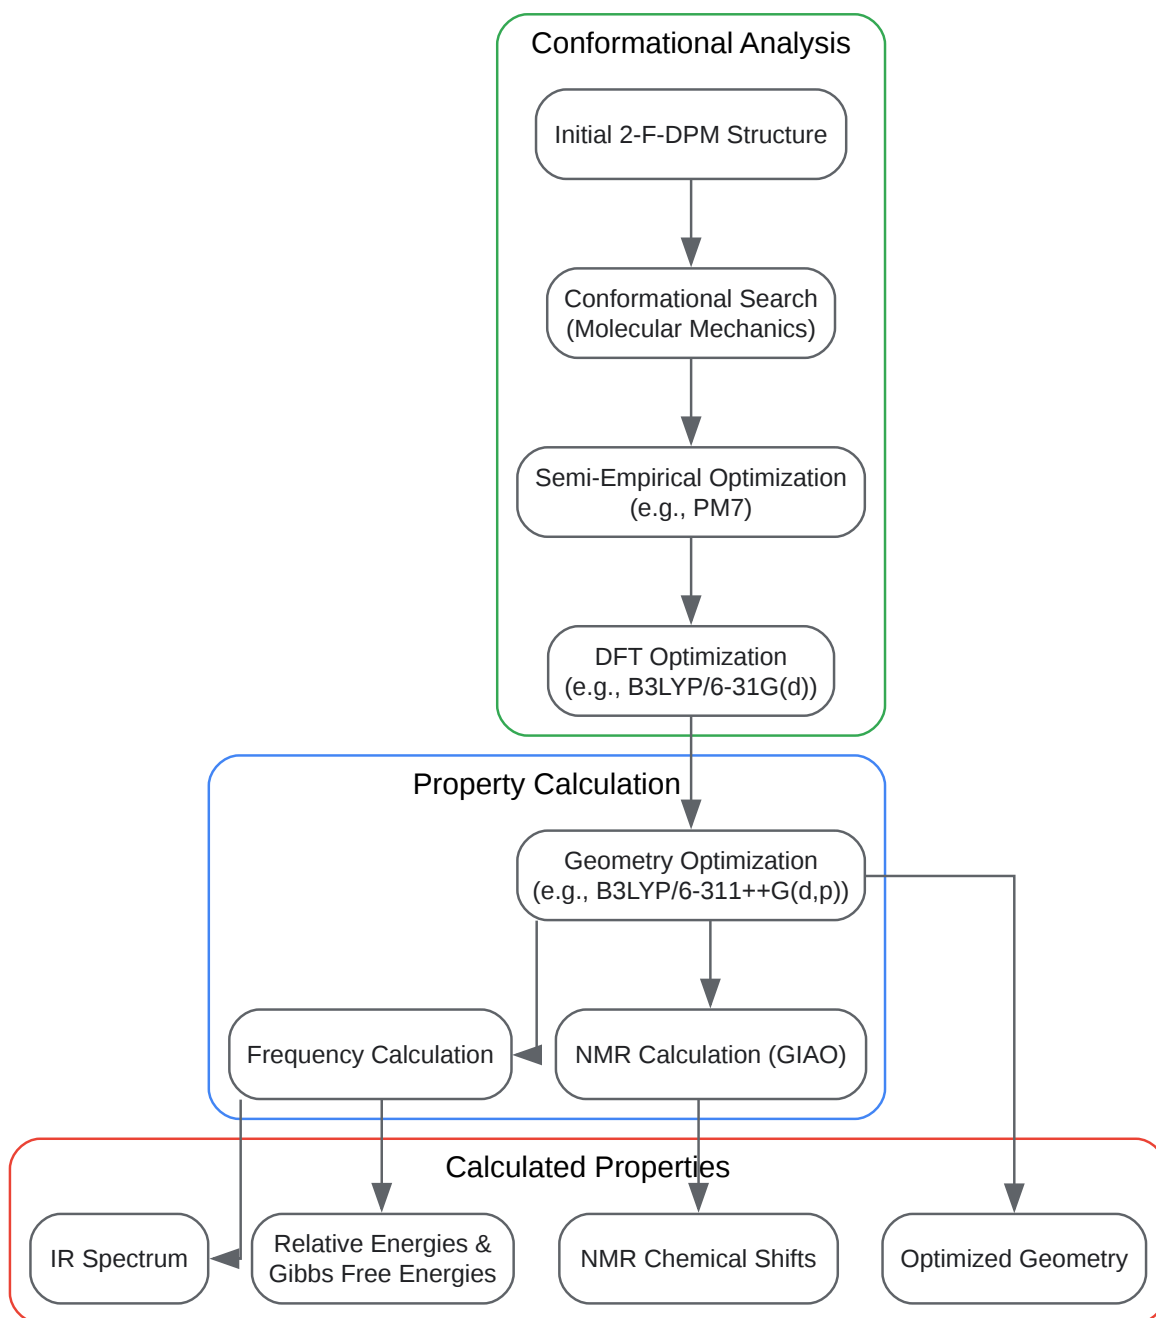 Conformational Analysis
Initial 2-F-DPM Structure
Conformational Search
(Molecular Mechanics)
Semi-Empirical Optimization
(e.g., PM7)
DFT Optimization
(e.g., B3LYP/6-31G(d))
Property Calculation
Geometry Optimization
(e.g., B3LYP/6-311++G(d,p))
Frequency Calculation
NMR Calculation (GIAO)
Calculated Properties
IR Spectrum
Relative Energies &
Gibbs Free Energies
NMR Chemical Shifts
Optimized Geometry